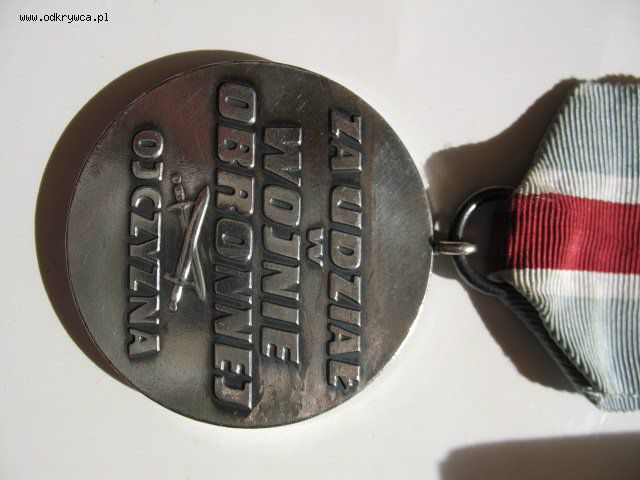 www.odkrywca.pl
ZA UDZIAŁ
W
WOJNIE
OBRONNEJ
OJCZYZNA